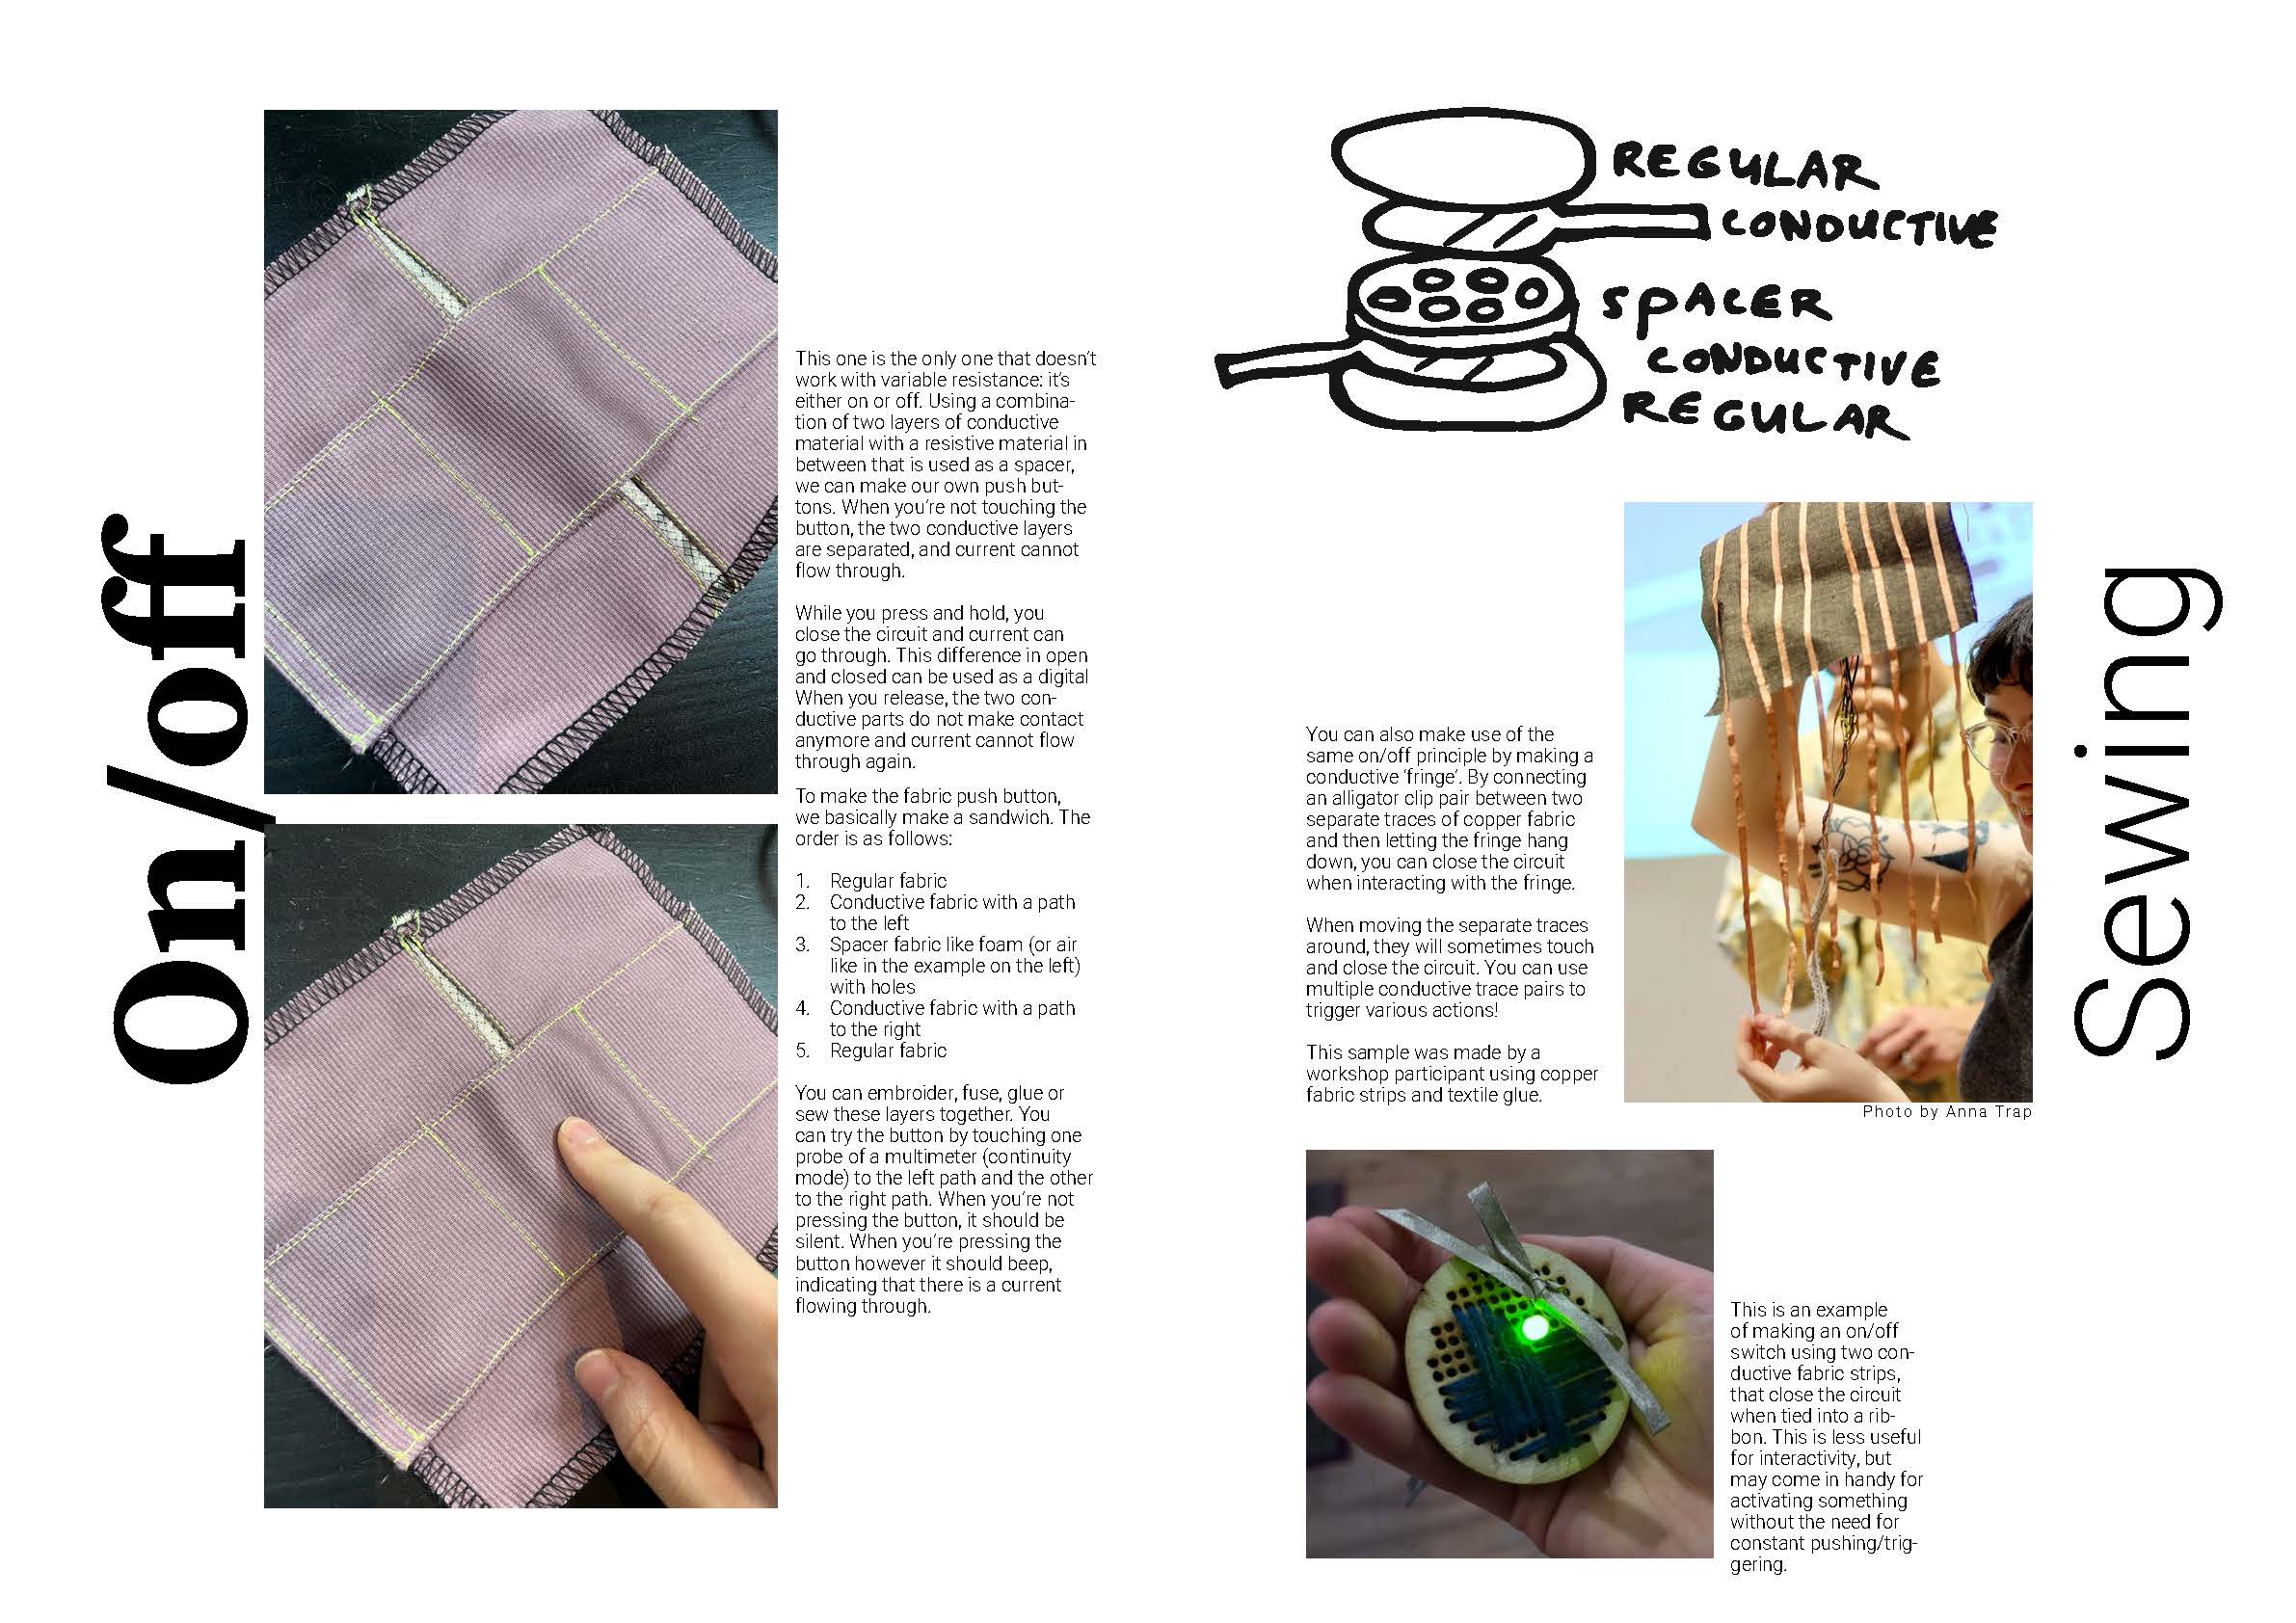 On/off
This one is the only one that doesn't
work with variable resistance: it's
either on or off. Using a combina-
tion of two layers of conductive
material with a resistive material in
between that is used as a spacer,
we can make our own push but-
tons. When you're not touching the
button, the two conductive layers
are separated, and current cannot
flow through.
While you press and hold, you
close the circuit and current can
go through. This difference in open
and closed can be used as a digital
When you release, the two con-
ductive parts do not make contact
anymore and current cannot flow
through again.
To make the fabric push button,
we basically make a sandwich. The
order is as follows:
1. Regular fabric
2. Conductive fabric with a path
to the left
3. Spacer fabric like foam (or air
like in the example on the left)
with holes
4. Conductive fabric with a path
to the right
5. Regular fabric
You can embroider, fuse, glue or
sew these layers together. You
can try the button by touching one
probe of a multimeter (continuity
mode) to the left path and the other
to the right path. When you're not
pressing the button, it should be
silent. When you're pressing the
button however it should beep,
indicating that there is a current
flowing through.
REGULAR
CONDUCTIVE
SPACER
CONDUCTIVE
REGULAR
You can also make use of the
same on/off principle by making a
conductive 'fringe'. By connecting
an alligator clip pair between two
separate traces of copper fabric
and then letting the fringe hang
down, you can close the circuit
when interacting with the fringe.
When moving the separate traces
around, they will sometimes touch
and close the circuit. You can use
multiple conductive trace pairs to
trigger various actions!
This sample was made by a
workshop participant using copper
fabric strips and textile glue.
Photo by Anna Trap
This is an example
of making an on/off
switch using two con-
ductive fabric strips,
that close the circuit
when tied into a rib-
bon. This is less useful
for interactivity, but
may come in handy for
activating something
without the need for
constant pushing/trig-
gering.
Sewing